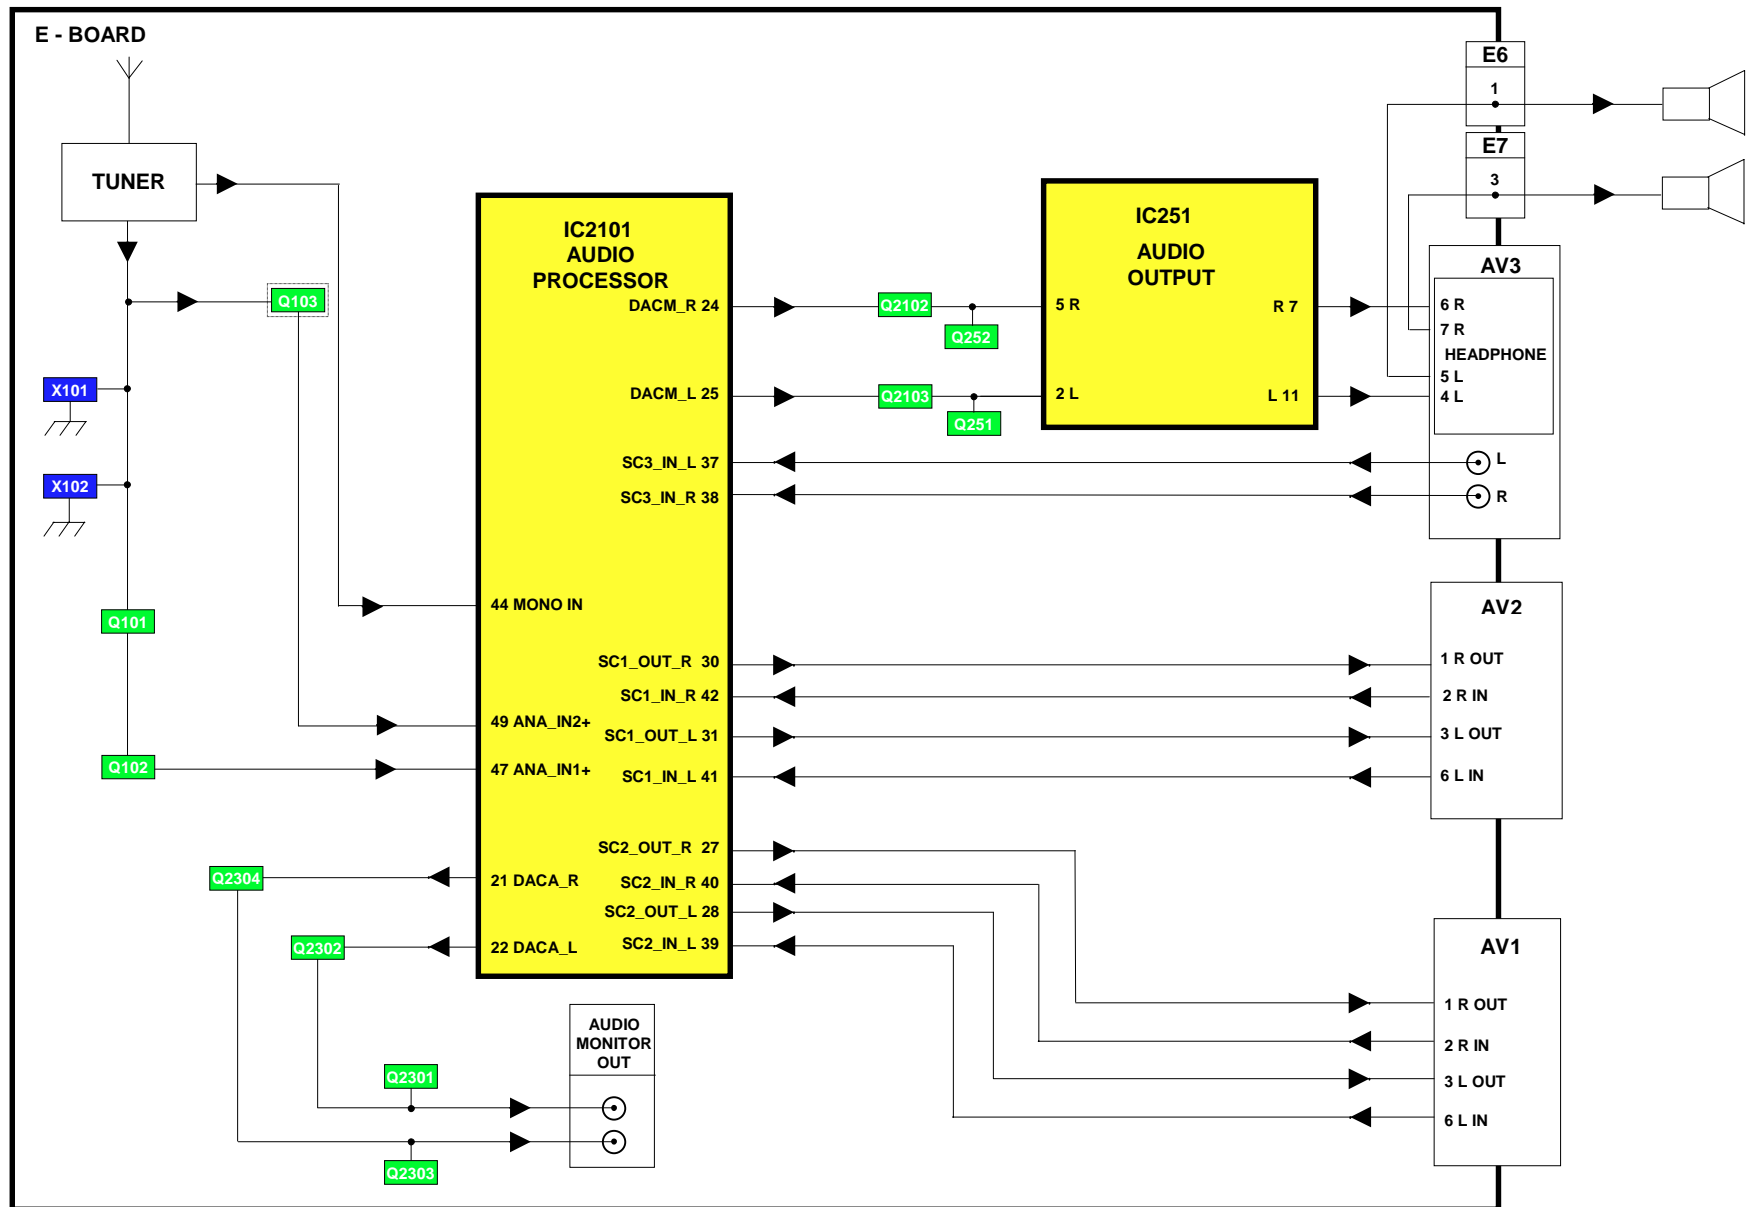 E - BOARD
TUNER
Q103
X101
X102
Q101
Q102
Q2304
Q2302
Q2301
Q2303
AUDIO
MONITOR
OUT
IC2101
AUDIO
PROCESSOR
DACM_R 24
DACM_L 25
SC3_IN_L 37
SC3_IN_R 38
44 MONO IN
SC1_OUT_R 30
SC1_IN_R 42
49 ANA_IN2+
SC1_OUT_L 31
47 ANA_IN1+
SC1_IN_L 41
SC2_OUT_R 27
21 DACA_R
SC2_IN_R 40
SC2_OUT_L 28
22 DACA_L
SC2_IN_L 39
Q2102
Q252
Q2103
Q251
IC251
AUDIO
OUTPUT
5 R
R 7
2 L
L 11
E6
1
E7
3
AV3
6 R
7 R
HEADPHONE
5 L
4 L
L
R
AV2
1 R OUT
2 R IN
3 L OUT
6 L IN
AV1
1 R OUT
2 R IN
3 L OUT
6 L IN